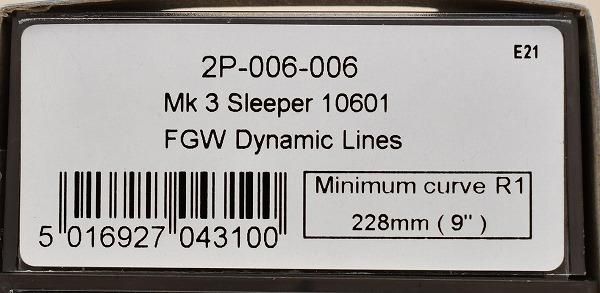 E21
2P-006-006
Mk 3 Sleeper 10601
FGW Dynamic Lines
Minimum curve R1
228mm ( 9" )
5 016927 043100